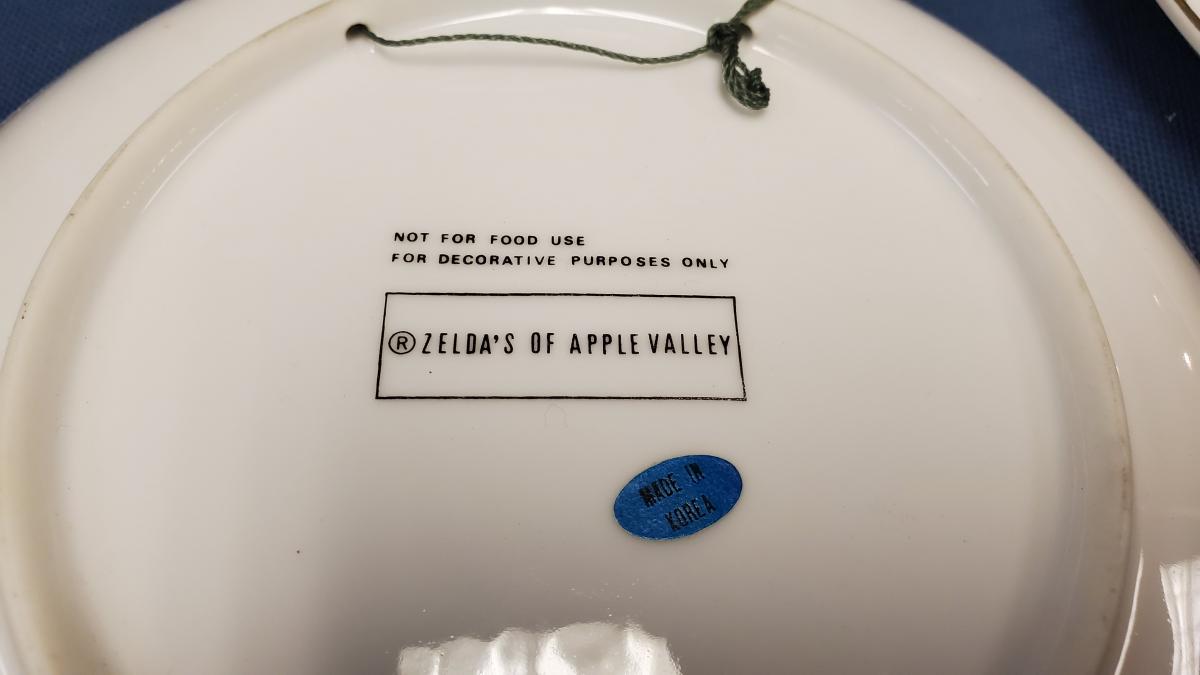 NOT FOR FOOD USE
FOR DECORATIVE PURPOSES ONLY
® ZELDA'S OF APPLE VALLEY
MADE IN
KOREA